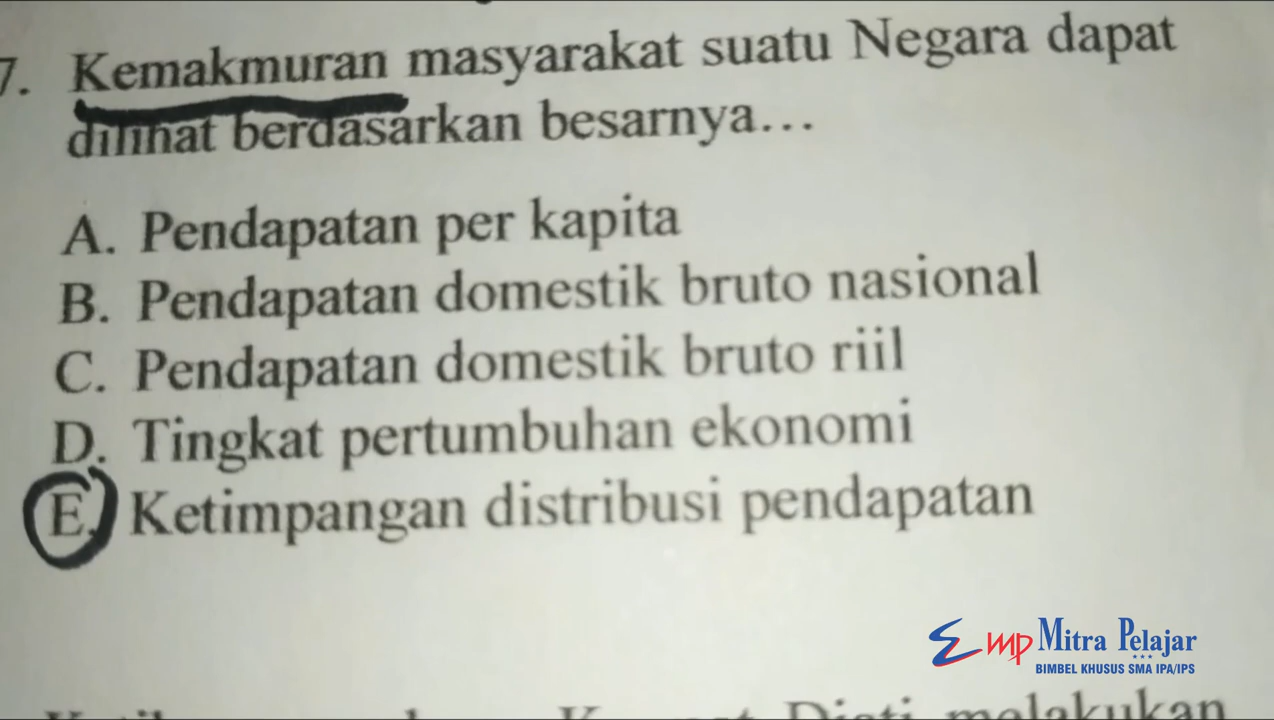 7. Kemakmuran masyarakat suatu Negara dapat
dilihat berdasarkan besarnya...
A. Pendapatan per kapita
B. Pendapatan domestik bruto nasional
C. Pendapatan domestik bruto riil
D. Tingkat pertumbuhan ekonomi
E. Ketimpangan distribusi pendapatan
Emp Mitra Pelajar
BIMBEL KHUSUS SMA IPA/IPS
melakukan